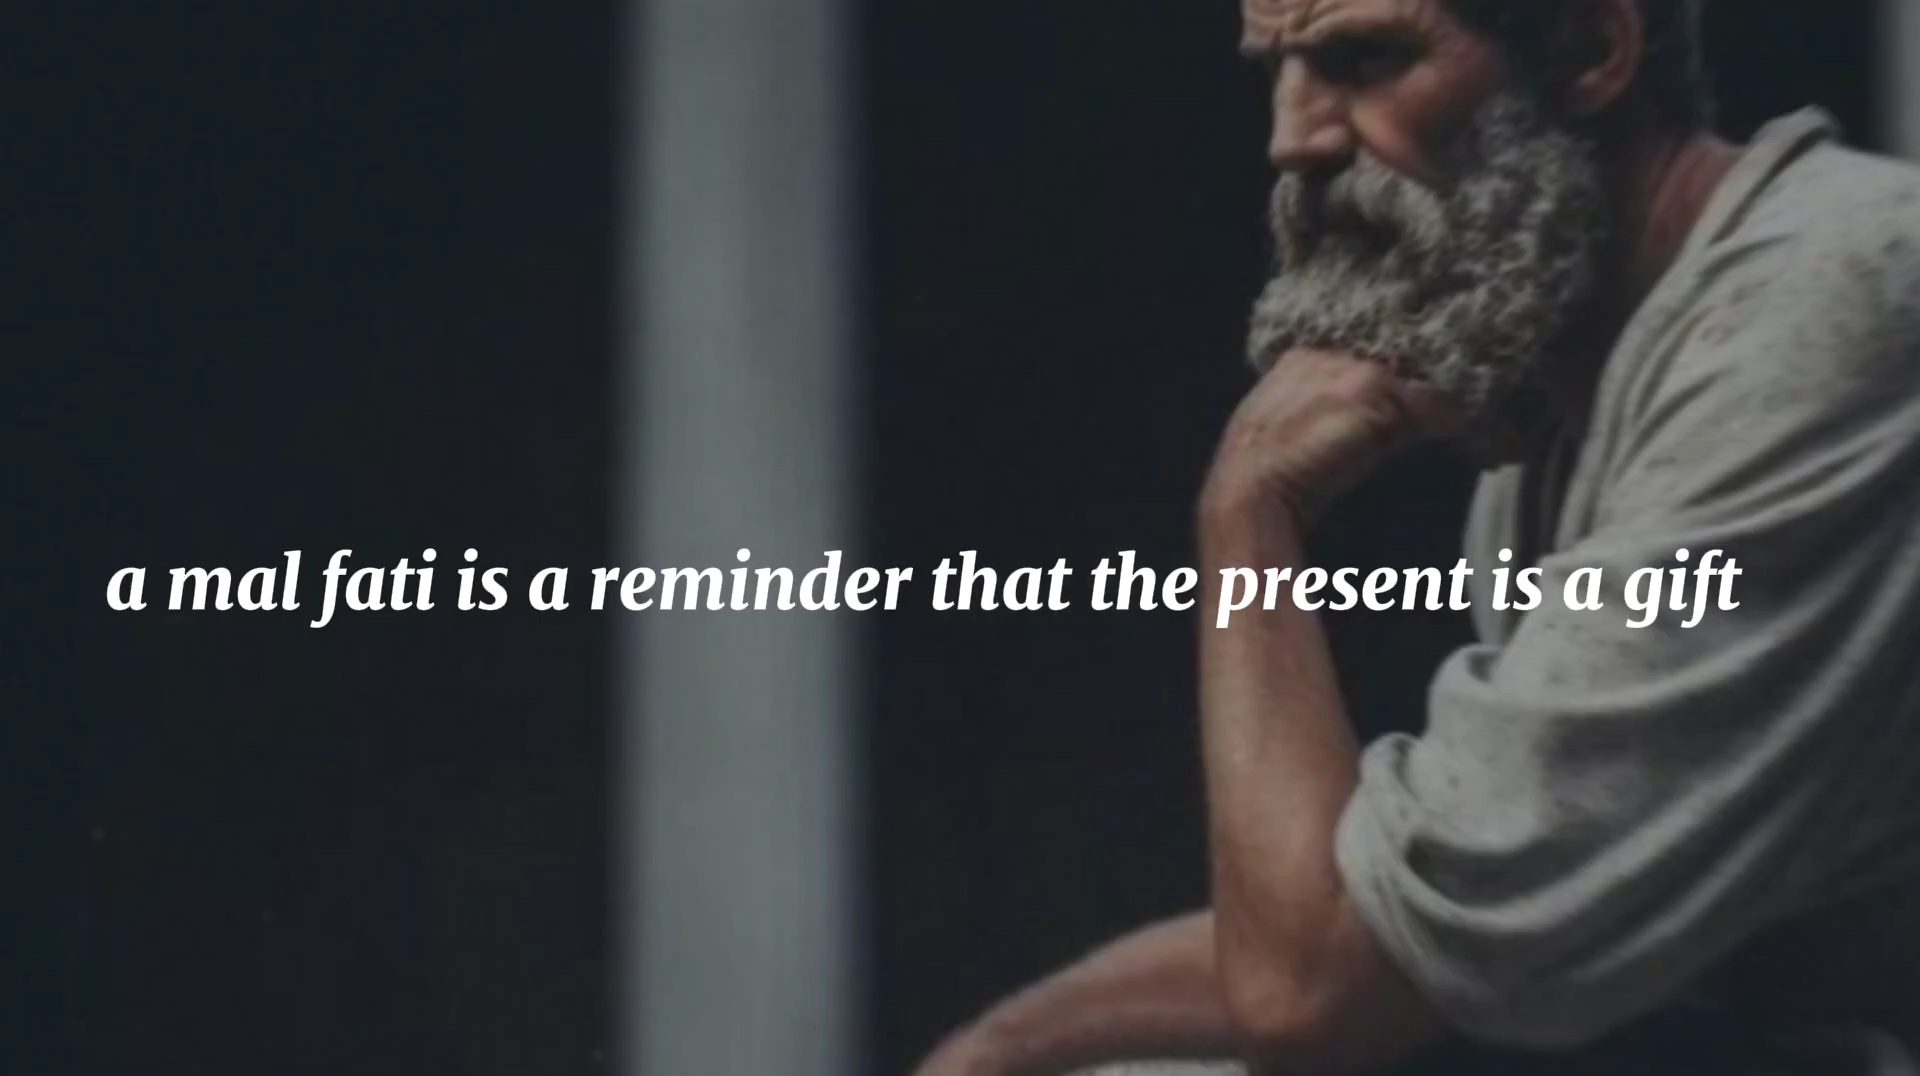 a mal fati is a reminder that the present is a gift